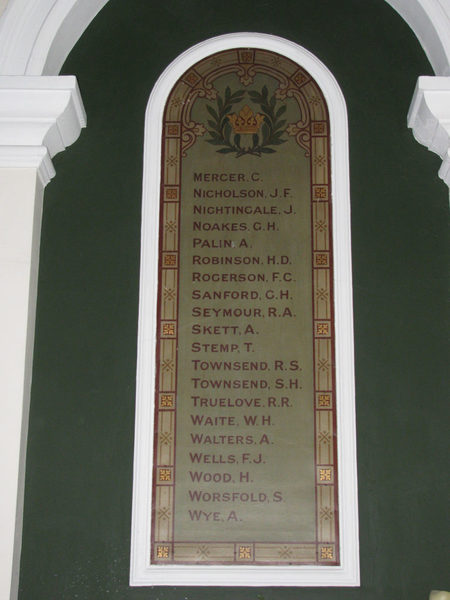 MERCER, C.
NICHOLSON, J.F.
NIGHTINGALE, J.
NOAKES, G.H.
PALIN, A.
ROBINSON, H.D.
ROGERSON, F.C.
SANFORD, G.H.
SEYMOUR, R.A.
SKETT, A.
STEMP, T.
TOWNSEND, R.S.
TOWNSEND, S.H.
TRUELOVE, R.R.
WAITE, W.H.
WALTERS, A.
WELLS, F.J.
WOOD, H.
WORSFOLD, S
WYE, A.